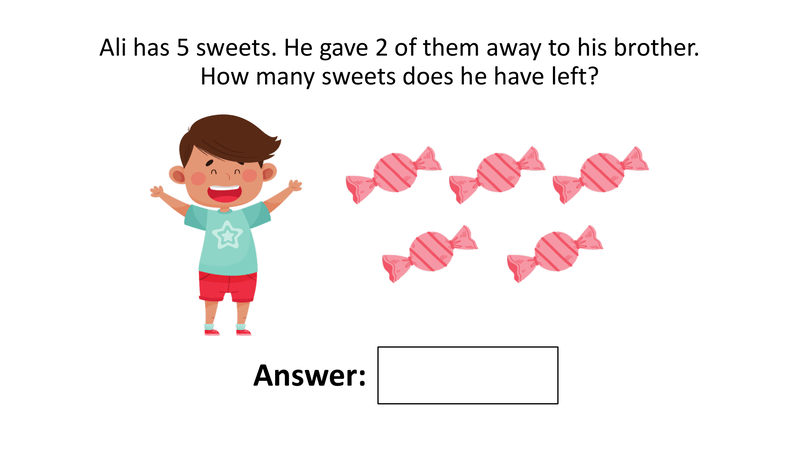 Ali has 5 sweets. He gave 2 of them away to his brother.
How many sweets does he have left?
Answer: